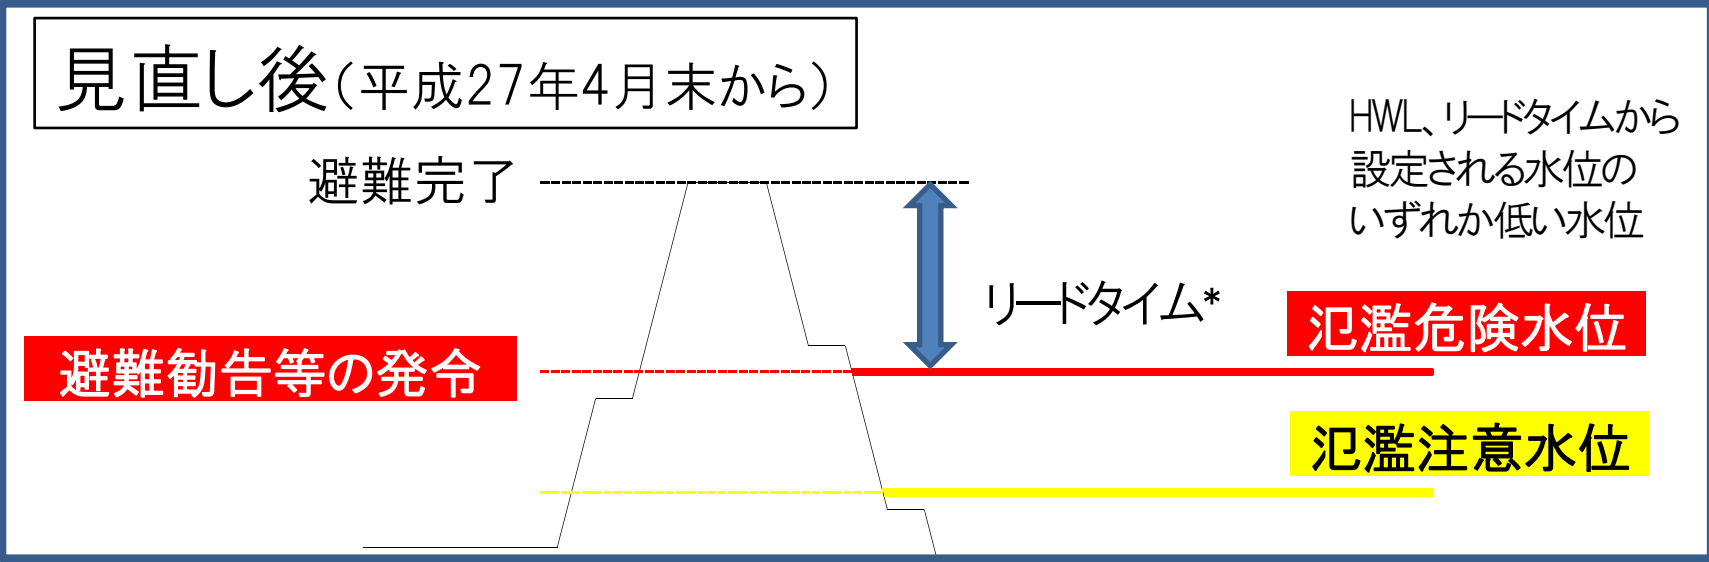 見直し後(平成27年4月末から)
HWL、リードタイムから
設定される水位の
いずれか低い水位
避難完了
リードタイム*
氾濫危険水位
避難勧告等の発令
氾濫注意水位